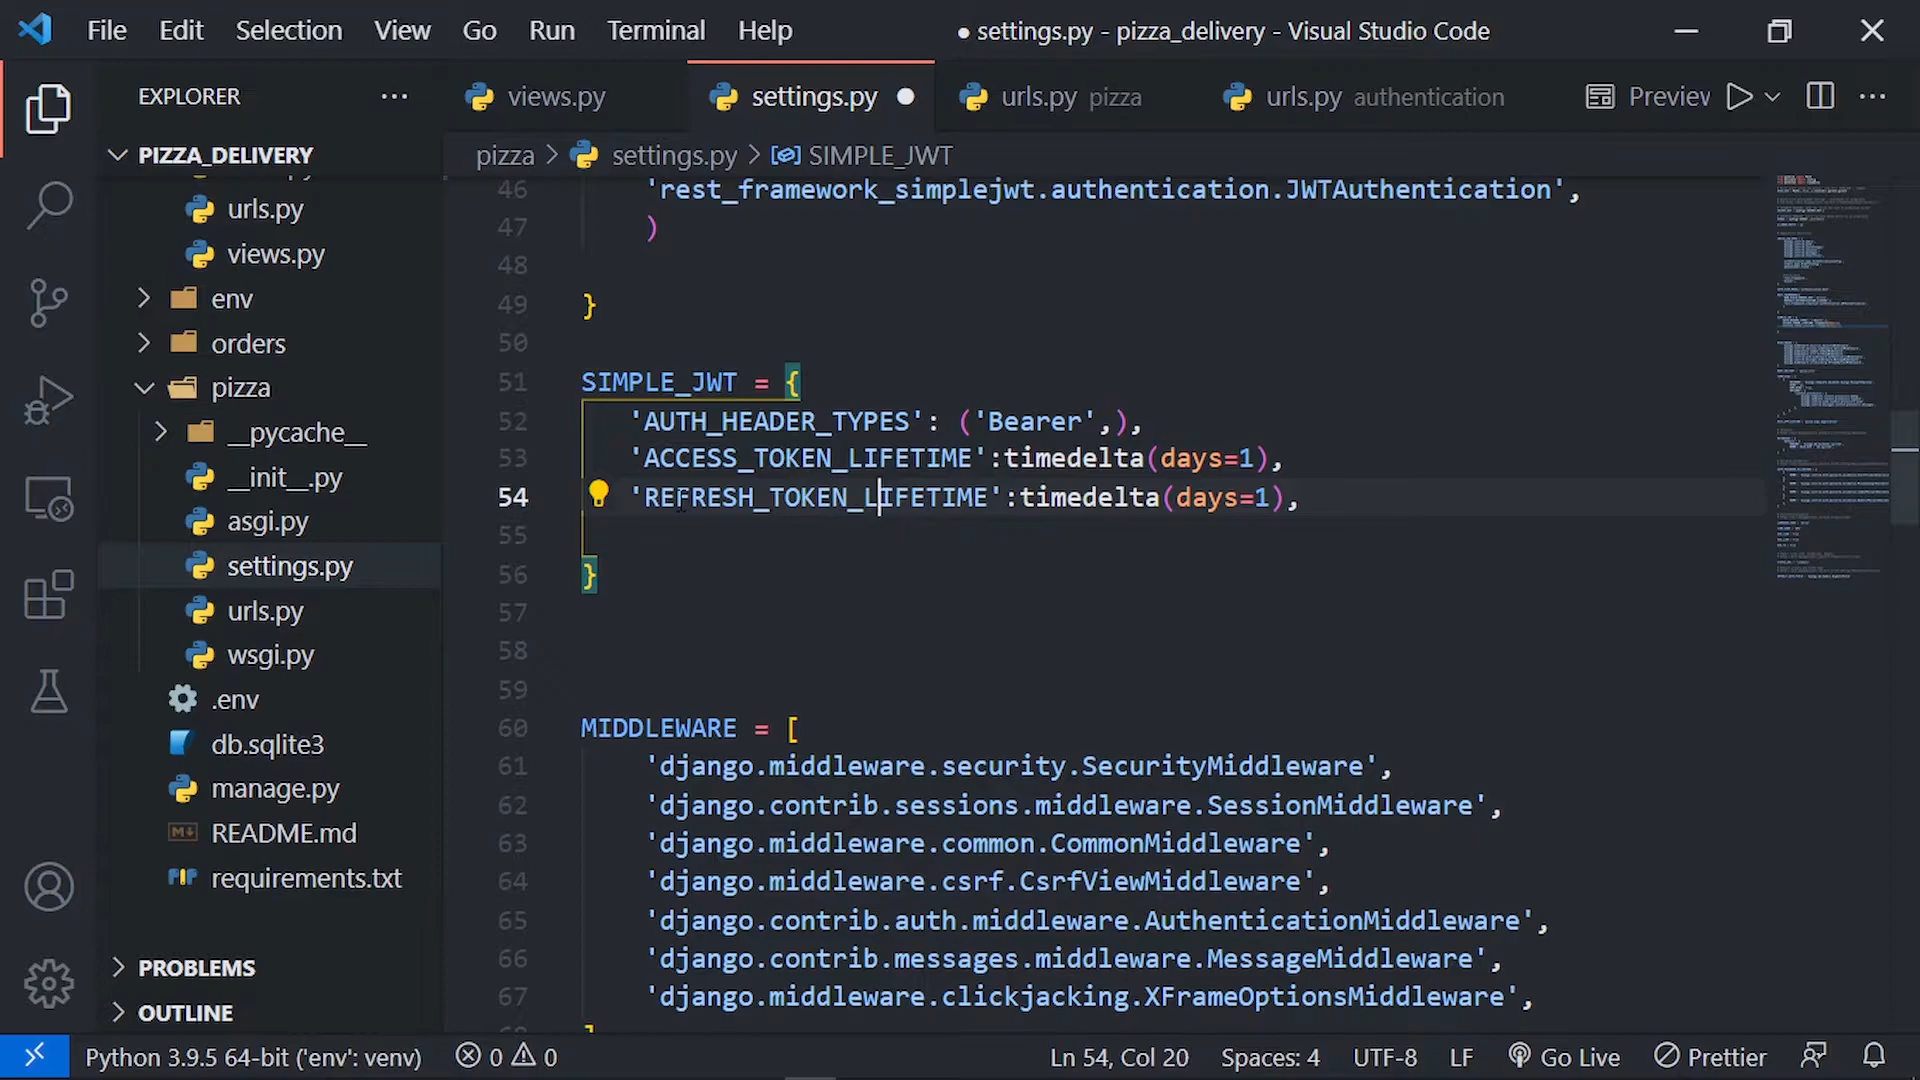 File Edit Selection View Go Run Terminal Help
● settings.py - pizza_delivery - Visual Studio Code
EXPLORER
views.py
settings.py
urls.py pizza
urls.py authentication
Preview
PIZZA_DELIVERY
pizza > settings.py > SIMPLE_JWT
urls.py
views.py
env
orders
pizza
__pycache__
__init__.py
asgi.py
settings.py
urls.py
wsgi.py
.env
db.sqlite3
manage.py
README.md
requirements.txt
PROBLEMS
OUTLINE
46 'rest_framework_simplejwt.authentication.JWTAuthentication',
47 )
48
49 }
50
51 SIMPLE_JWT = {
52 'AUTH_HEADER_TYPES': ('Bearer',),
53 'ACCESS_TOKEN_LIFETIME':timedelta(days=1),
54 'REFRESH_TOKEN_LIFETIME':timedelta(days=1),
55
56 }
57
58
59
60 MIDDLEWARE = [
61 'django.middleware.security.SecurityMiddleware',
62 'django.contrib.sessions.middleware.SessionMiddleware',
63 'django.middleware.common.CommonMiddleware',
64 'django.middleware.csrf.CsrfViewMiddleware',
65 'django.contrib.auth.middleware.AuthenticationMiddleware',
66 'django.contrib.messages.middleware.MessageMiddleware',
67 'django.middleware.clickjacking.XFrameOptionsMiddleware',
]
Python 3.9.5 64-bit ('env': venv) 0 0 Ln 54, Col 20 Spaces: 4 UTF-8 LF Go Live Prettier